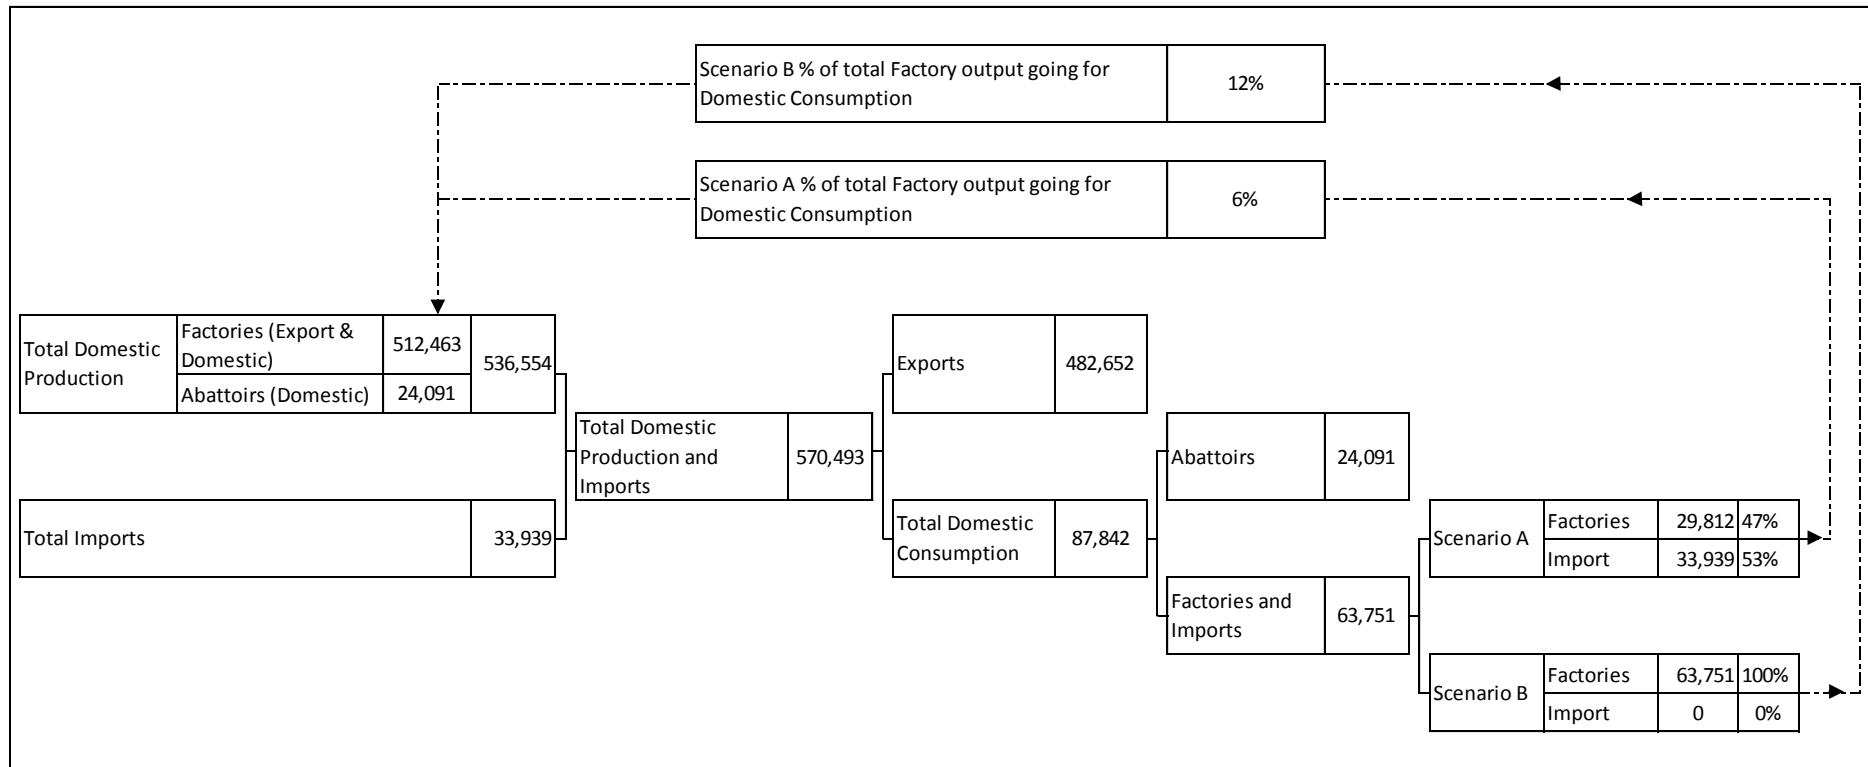 Scenario B % of total Factory output going for
Domestic Consumption
12%
Scenario A % of total Factory output going for
Domestic Consumption
6%
Total Domestic
Production
Factories (Export &
Domestic)
512,463
Abattoirs (Domestic)
24,091
536,554
Total Imports
33,939
Total Domestic
Production and
Imports
570,493
Exports
482,652
Total Domestic
Consumption
87,842
Abattoirs
24,091
Factories and
Imports
63,751
Scenario A
Factories 29,812 47%
Import 33,939 53%
Scenario B
Factories 63,751 100%
Import 0 0%